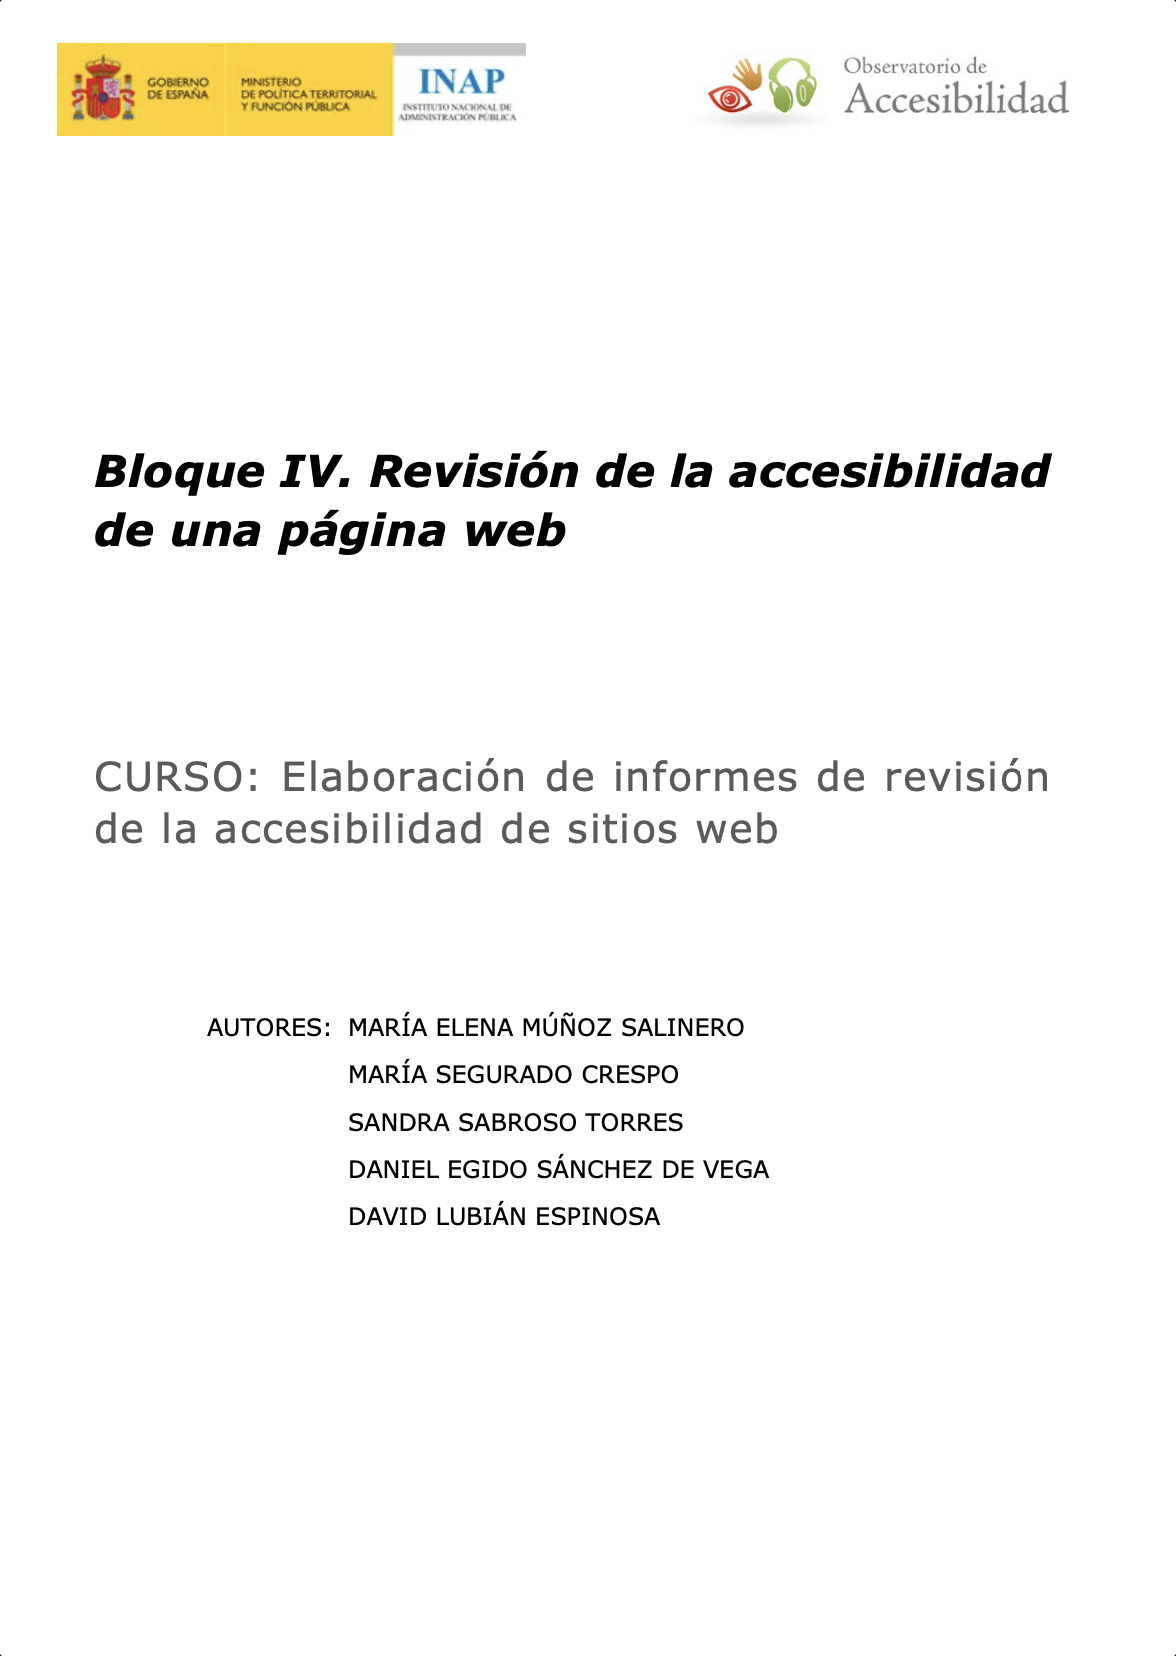 GOBIERNO
DE ESPAÑA
MINISTERIO
DE POLÍTICA TERRITORIAL
Y FUNCIÓN PÚBLICA
INAP
INSTITUTO NACIONAL DE
ADMINISTRACIÓN PÚBLICA
Observatorio de
Accesibilidad
Bloque IV. Revisión de la accesibilidad
de una página web
CURSO: Elaboración de informes de revisión
de la accesibilidad de sitios web
AUTORES: MARÍA ELENA MÚÑOZ SALINERO
MARÍA SEGURADO CRESPO
SANDRA SABROSO TORRES
DANIEL EGIDO SÁNCHEZ DE VEGA
DAVID LUBIÁN ESPINOSA